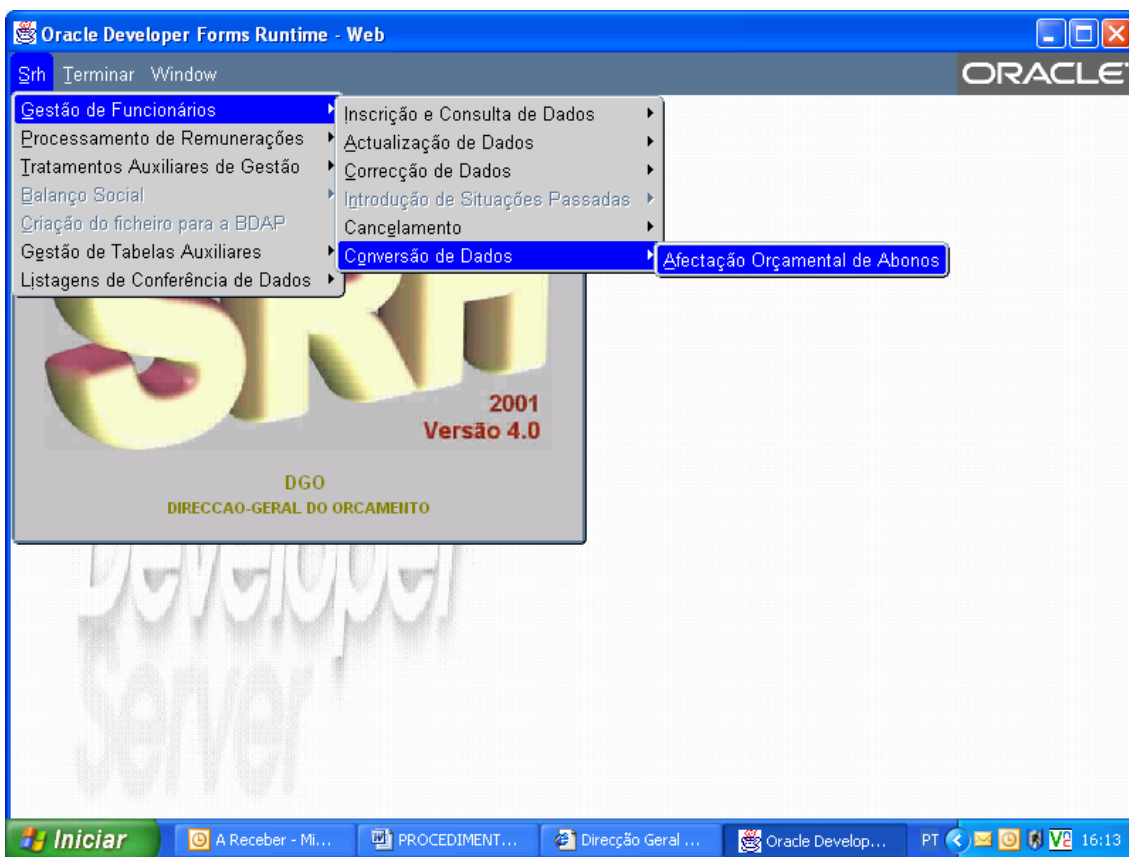 Oracle Developer Forms Runtime - Web
Srh Terminar Window
ORACLE
Gestão de Funcionários
Processamento de Remunerações
Tratamentos Auxiliares de Gestão
Balanço Social
Criação do ficheiro para a BDAP
Gestão de Tabelas Auxiliares
Listagens de Conferência de Dados
Inscrição e Consulta de Dados
Actualização de Dados
Correcção de Dados
Introdução de Situações Passadas
Cancelamento
Conversão de Dados
Afectação Orçamental de Abonos
SRH
2001
Versão 4.0
DGO
DIRECCAO-GERAL DO ORCAMENTO
Developer
Server
Iniciar
A Receber - Mi...
PROCEDIMENT...
Direcção Geral ...
Oracle Develop...
PT
16:13